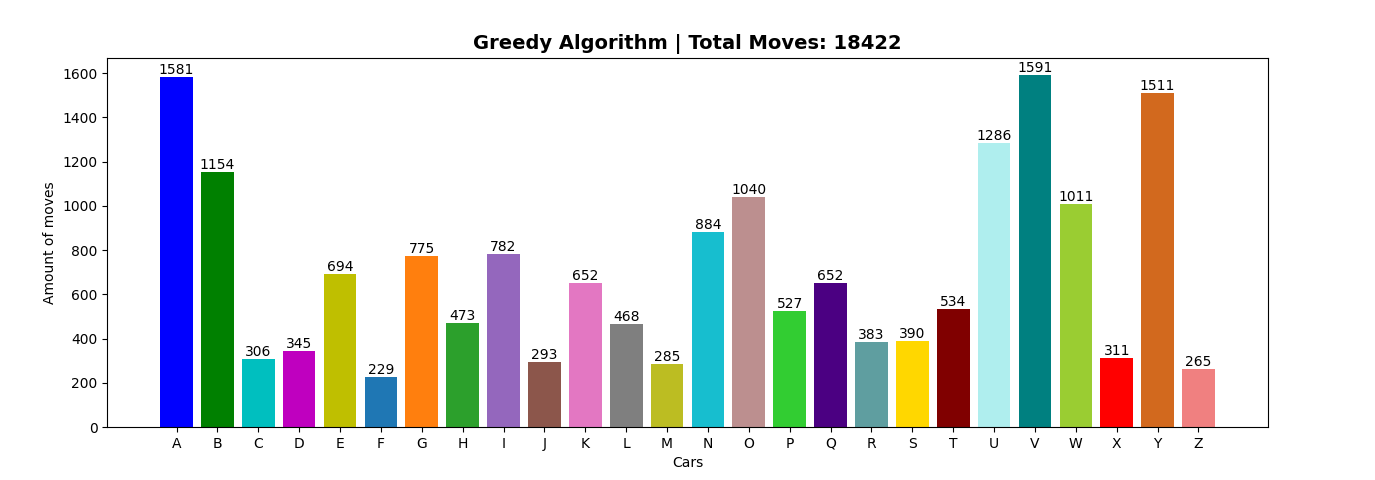 Greedy Algorithm | Total Moves: 18422
Amount of moves
1600
1400
1200
1000
800
600
400
200
0
1581 1154 306 345 694 229 775 473 782 293 652 468 285 884 1040 527 652 383 390 534 1286 1591 1011 311 1511 265
A B C D E F G H I J K L M N O P Q R S T U V W X Y Z
Cars